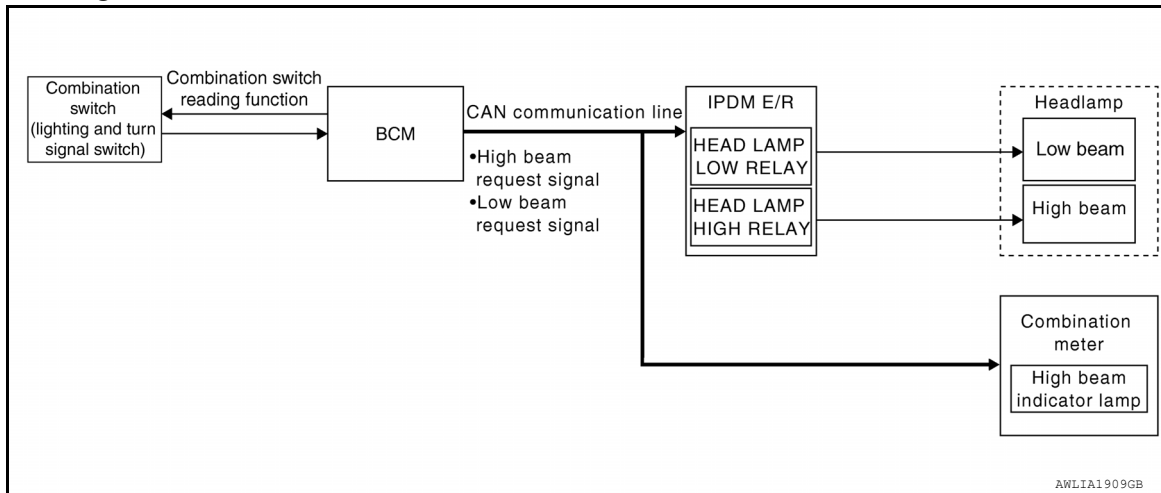 Combination
switch
(lighting and turn
signal switch)
Combination switch
reading function
BCM
CAN communication line
•High beam
request signal
•Low beam
request signal
IPDM E/R
HEAD LAMP
LOW RELAY
HEAD LAMP
HIGH RELAY
Headlamp
Low beam
High beam
Combination
meter
High beam
indicator lamp
AWLIA1909GB